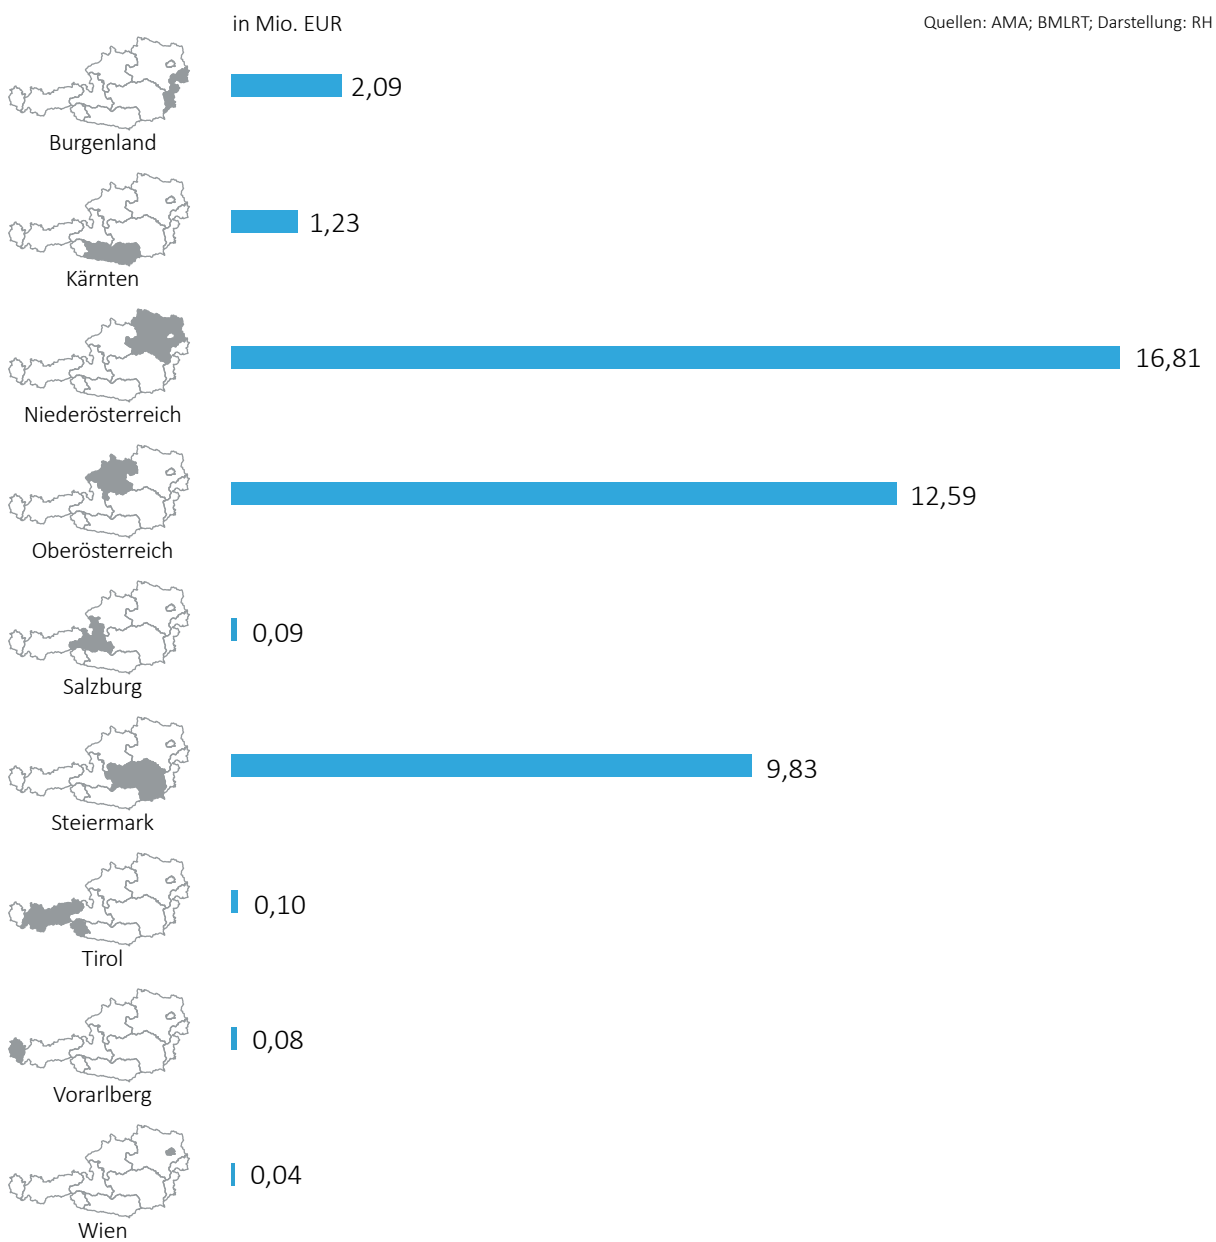 in Mio. EUR
Quellen: AMA; BMLRT; Darstellung: RH
2,09
Burgenland
1,23
Kärnten
16,81
Niederösterreich
12,59
Oberösterreich
0,09
Salzburg
9,83
Steiermark
0,10
Tirol
0,08
Vorarlberg
0,04
Wien